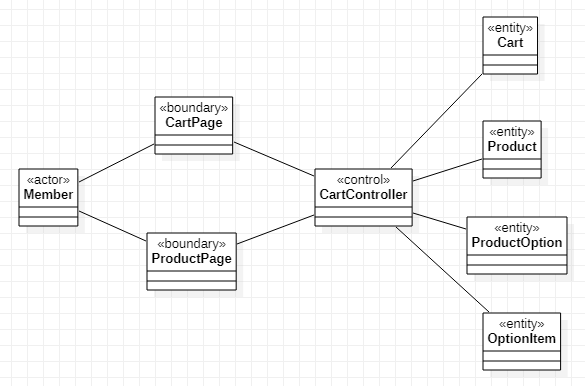 «entity»
Cart
«boundary»
CartPage
«entity»
Product
«actor»
Member
«control»
CartController
«entity»
ProductOption
«boundary»
ProductPage
«entity»
OptionItem